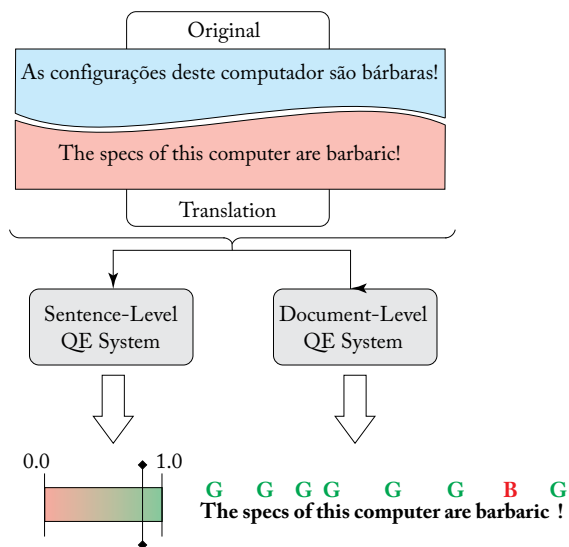 Original
As configurações deste computador são bárbaras!
The specs of this computer are barbaric!
Translation
Sentence-Level
QE System
Document-Level
QE System
0.0 1.0
G G G G G G B G
The specs of this computer are barbaric !